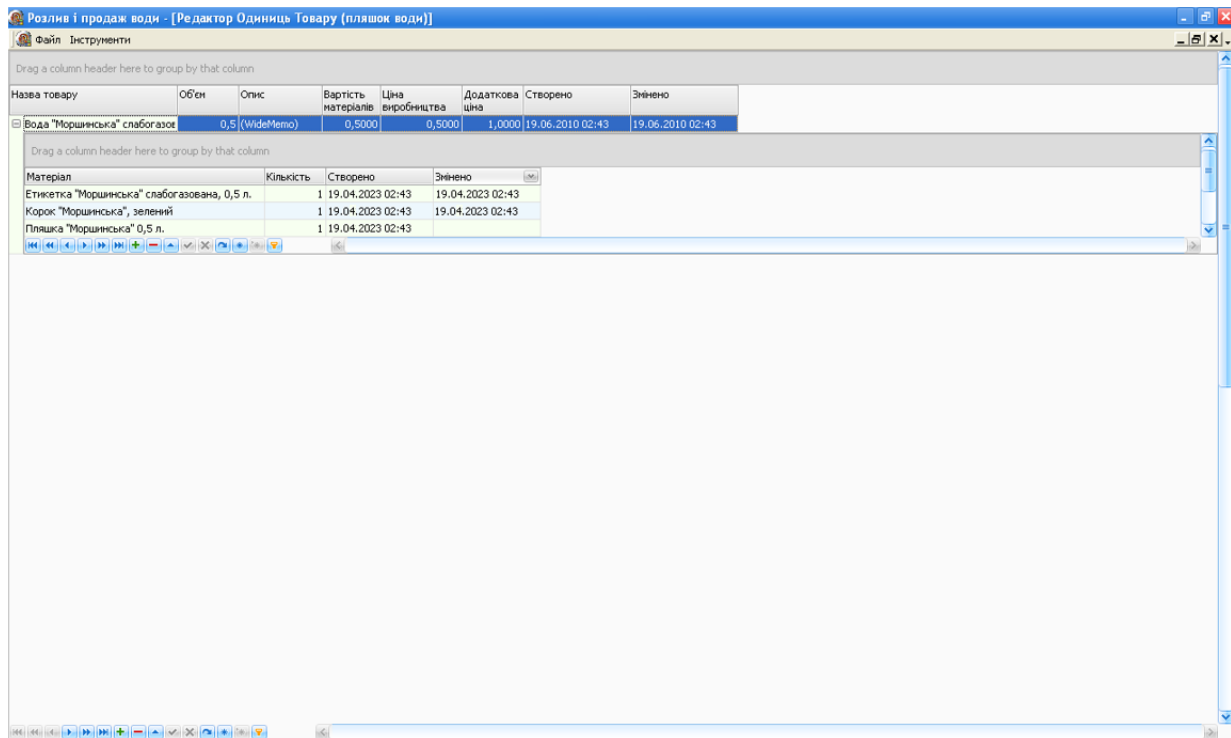 Розлив і продаж води - [Редактор Одиниць Товару (пляшок води)]
Файл Інструменти
Drag a column header here to group by that column
Назва товару Об'єм Опис Вартість матеріалів Ціна виробництва Додаткова ціна Створено Змінено
Вода "Моршинська" слабогазов 0,5 (WideMemo) 0,5000 0,5000 1,0000 19.06.2010 02:43 19.06.2010 02:43
Drag a column header here to group by that column
Матеріал Кількість Створено Змінено
Етикетка "Моршинська" слабогазована, 0,5 л. 1 19.04.2023 02:43 19.04.2023 02:43
Корок "Моршинська", зелений 1 19.04.2023 02:43 19.04.2023 02:43
Пляшка "Моршинська" 0,5 л. 1 19.04.2023 02:43